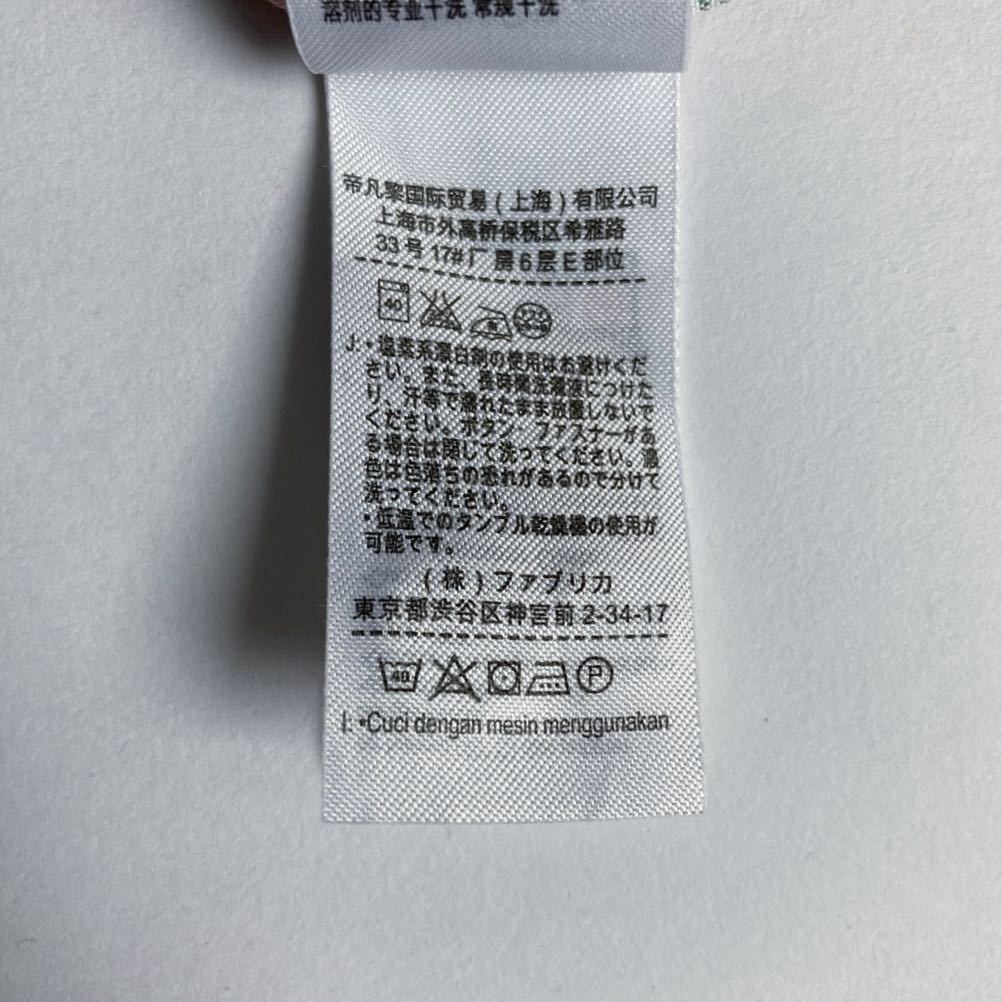 溶剂的专业干洗 常规干洗
帝凡黎国际贸易(上海)有限公司
上海市外高桥保税区希雅路
33号17#厂房6层E部位
40
J:・塩素系漂白剤の使用はお避けくだ
さい。また、長時間洗濯液につけた
り、汗等で濡れたまま放置しないで
ください。ボタン、ファスナーがあ
る場合は閉じて洗ってください。濃
色は色落ちの恐れがあるので分けて
洗ってください。
・低温でのタンブル乾燥機の使用が
可能です。
(株)ファブリカ
東京都渋谷区神宮前2-34-17
40 P
I: •Cuci dengan mesin menggunakan